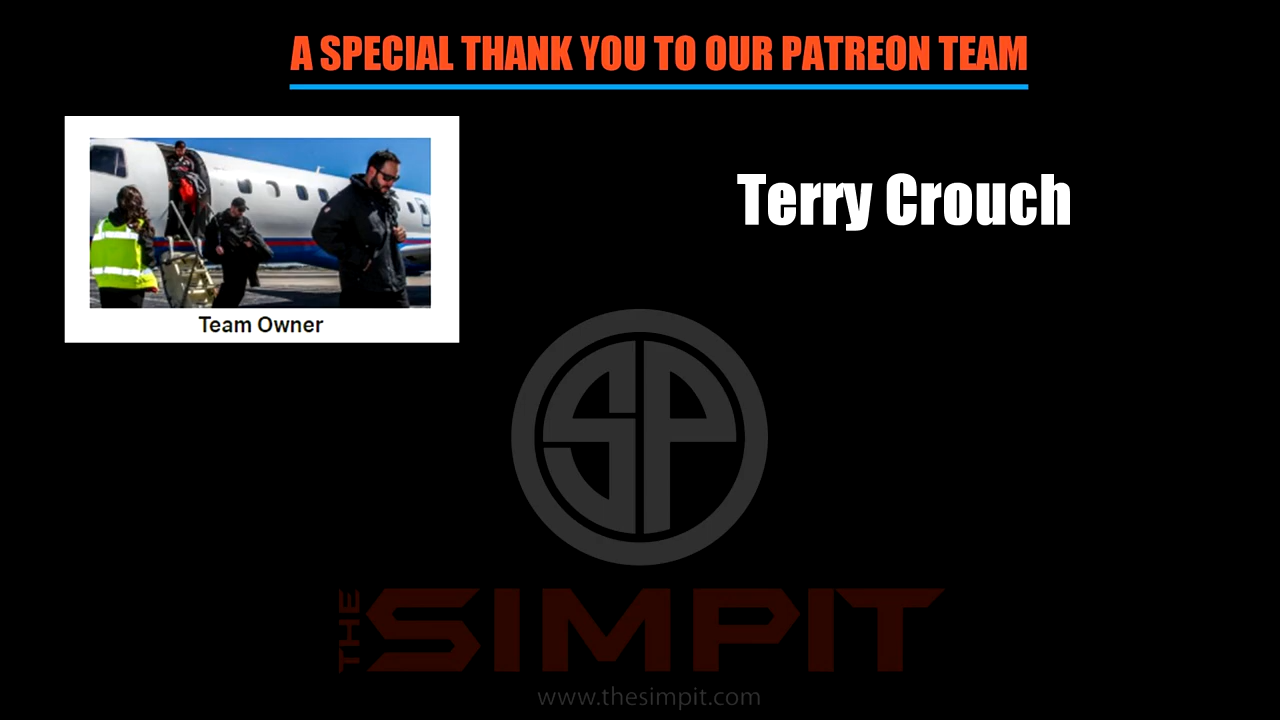 A SPECIAL THANK YOU TO OUR PATREON TEAM
Terry Crouch
Team Owner
SP
THE SIMPIT
www.thesimpit.com